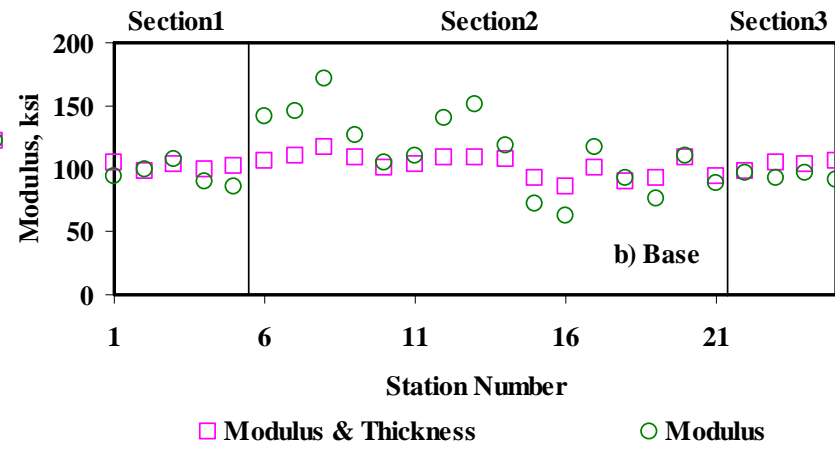 Section1 Section2 Section3
200
150
100
50
0
Modulus, ksi
b) Base
1 6 11 16 21
Station Number
Modulus & Thickness Modulus